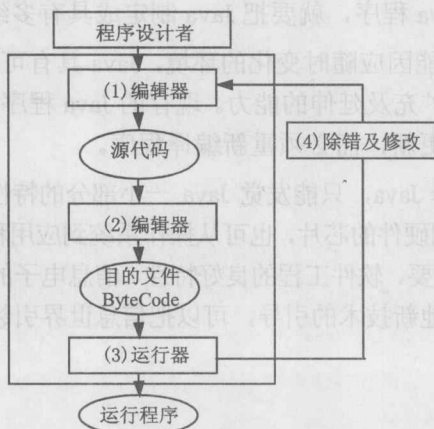 程序设计者
(1)编辑器
源代码
(4)除错及修改
(2)编辑器
目的文件
ByteCode
(3)运行器
运行程序